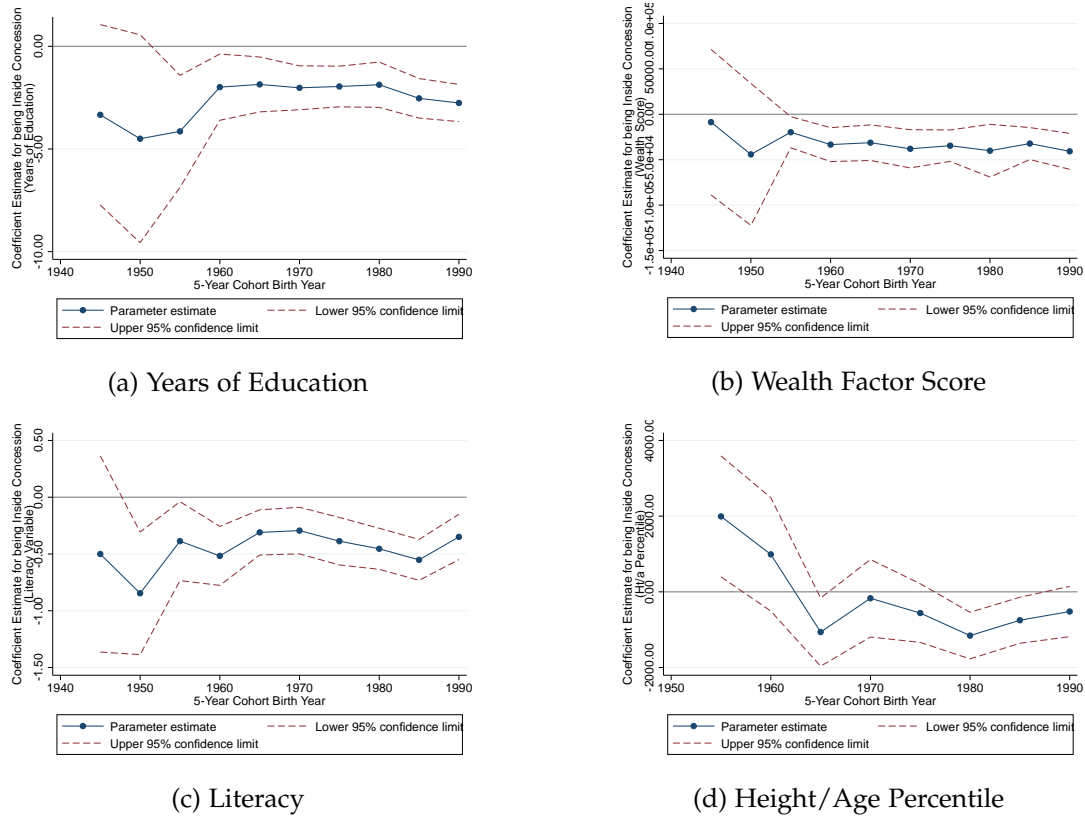 Coefficient Estimate for being Inside Concession
(Years of Education)
0.00
-5.00
-10.00
1940 1950 1960 1970 1980 1990
5-Year Cohort Birth Year
Parameter estimate
Lower 95% confidence limit
Upper 95% confidence limit
(a) Years of Education
Coefficient Estimate for being Inside Concession
(Wealth Score)
50000.00
0.00
-1.5e+05
1940 1950 1960 1970 1980 1990
5-Year Cohort Birth Year
Parameter estimate
Lower 95% confidence limit
Upper 95% confidence limit
(b) Wealth Factor Score
Coefficient Estimate for being Inside Concession
(Literacy Variable)
0.50
0.00
-0.50
-1.00
-1.50
1940 1950 1960 1970 1980 1990
5-Year Cohort Birth Year
Parameter estimate
Lower 95% confidence limit
Upper 95% confidence limit
(c) Literacy
Coefficient Estimate for being Inside Concession
(Ht/a Percentile)
0.00
1950 1960 1970 1980 1990
5-Year Cohort Birth Year
Parameter estimate
Lower 95% confidence limit
Upper 95% confidence limit
(d) Height/Age Percentile